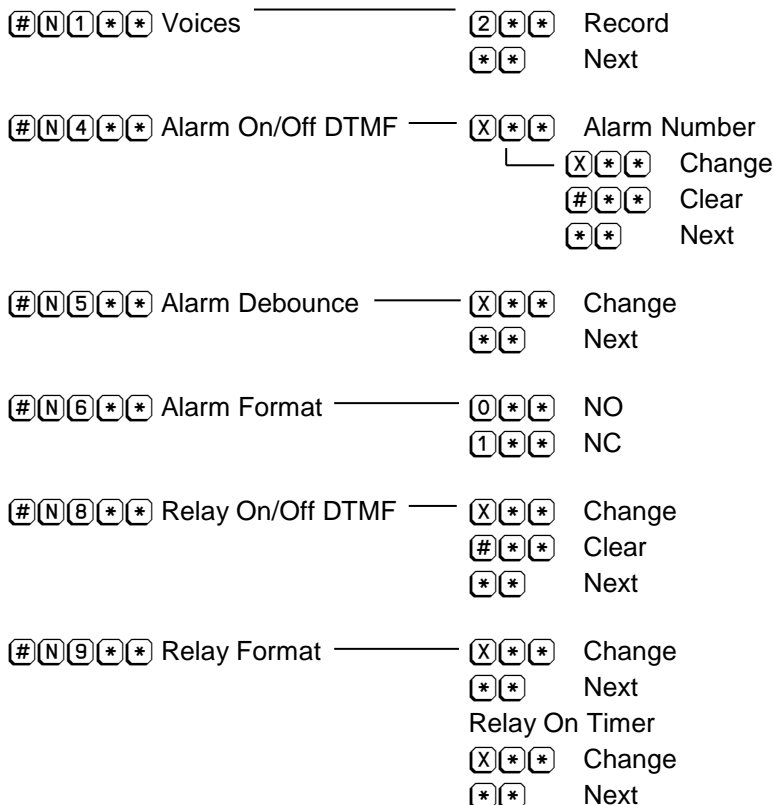 #N1** Voices 2** Record
** Next
#N4** Alarm On/Off DTMF X** Alarm Number
X** Change
#** Clear
** Next
#N5** Alarm Debounce X** Change
** Next
#N6** Alarm Format 0** NO
1** NC
#N8** Relay On/Off DTMF X** Change
#** Clear
** Next
#N9** Relay Format X** Change
** Next
Relay On Timer
X** Change
** Next